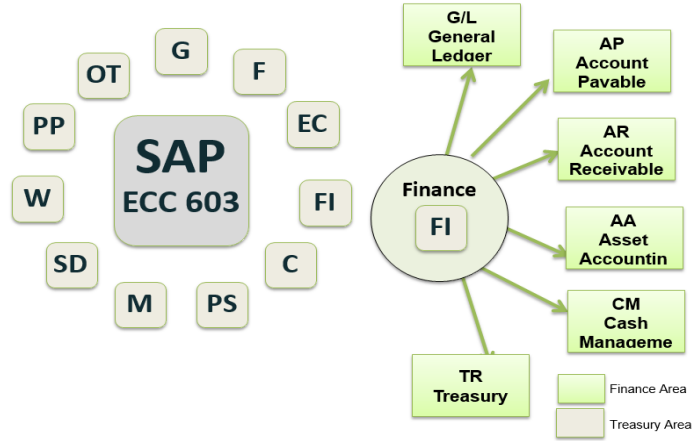 G
OT
F
PP
EC
SAP
ECC 603
W
FI
SD
C
M
PS
G/L
General
Ledger
AP
Account
Payable
AR
Account
Receivable
Finance
FI
AA
Asset
Accountin
CM
Cash
Manageme
TR
Treasury
Finance Area
Treasury Area